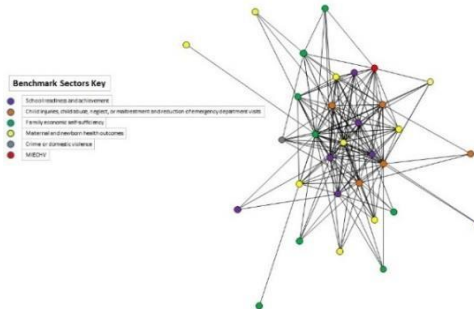 Benchmark Sectors Key
School readiness and achievement
Child injuries, child abuse, neglect, or maltreatment and reduction of emergency department visits
Family economic self-sufficiency
Maternal and newborn health outcomes
Crime or domestic violence
MIECHV